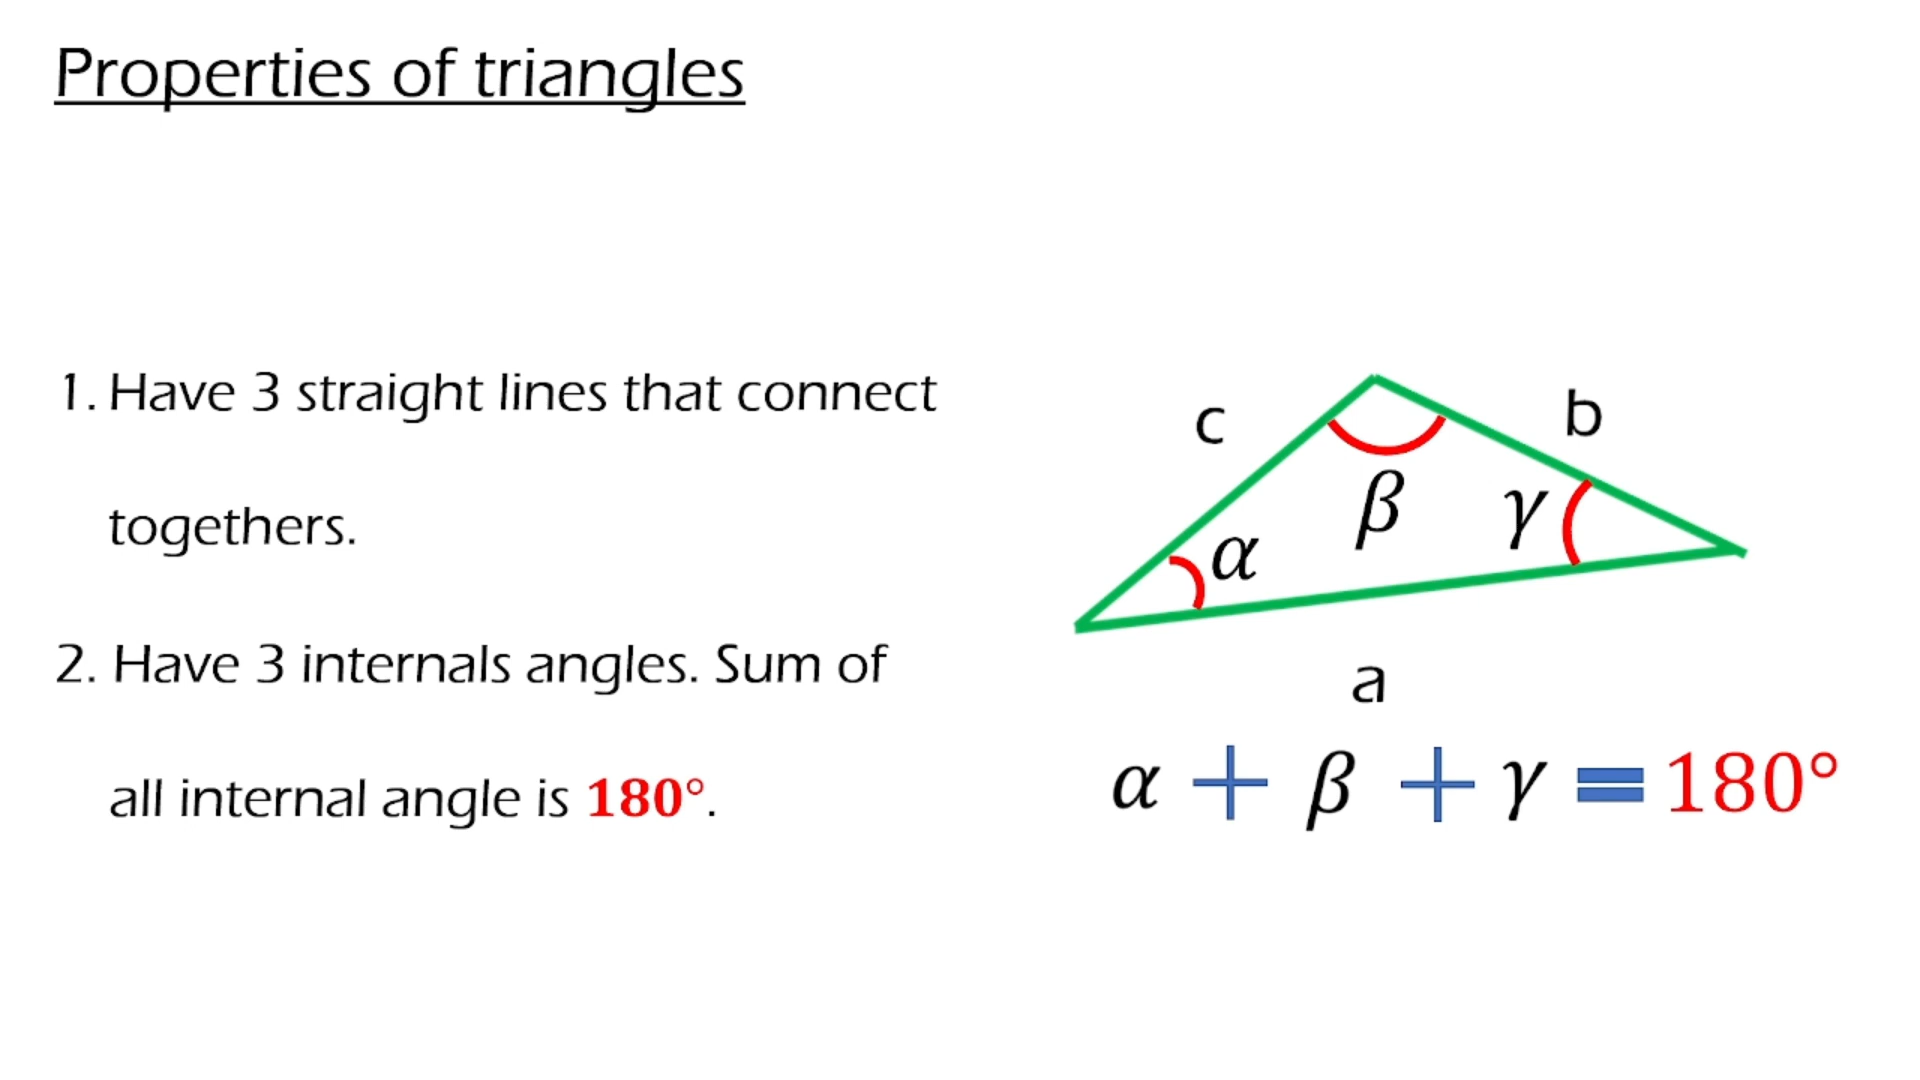 Properties of triangles
1. Have 3 straight lines that connect
togethers.
2. Have 3 internals angles. Sum of
all internal angle is 180°.
c
b
β
γ
α
a
α + β + γ = 180°